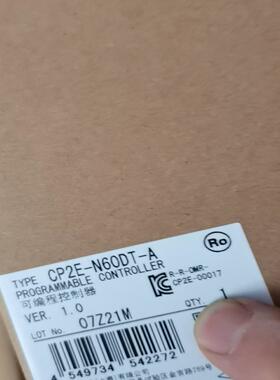 TYPE CP2E-N60DT-A
PROGRAMMABLE CONTROLLER
可编程控制器
VER. 1.0
LOT No 07Z21M
QTY. 1
Ro
R-R-OMR-
CP2E-00017
4 549734 542272